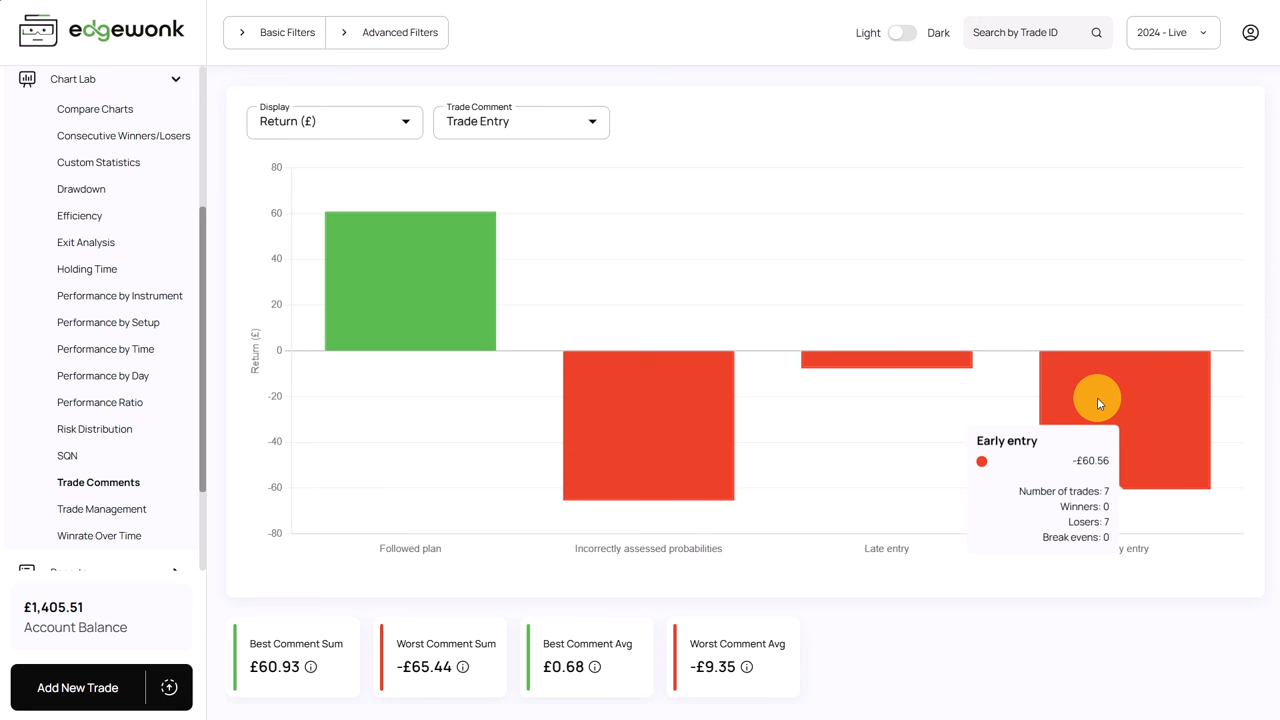 edgewonk
Basic Filters
Advanced Filters
Light
Dark
Search by Trade ID
2024 - Live
Chart Lab
Compare Charts
Consecutive Winners/Losers
Custom Statistics
Drawdown
Efficiency
Exit Analysis
Holding Time
Performance by Instrument
Performance by Setup
Performance by Time
Performance by Day
Performance Ratio
Risk Distribution
SQN
Trade Comments
Trade Management
Winrate Over Time
£1,405.51
Account Balance
Add New Trade
Display
Return (£)
Trade Comment
Trade Entry
80
60
40
20
0
-20
-40
-60
-80
Return (£)
Early entry
-£60.56
Number of trades: 7
Winners: 0
Losers: 7
Break evens: 0
Followed plan
Incorrectly assessed probabilities
Late entry
y entry
Best Comment Sum
£60.93
Worst Comment Sum
-£65.44
Best Comment Avg
£0.68
Worst Comment Avg
-£9.35